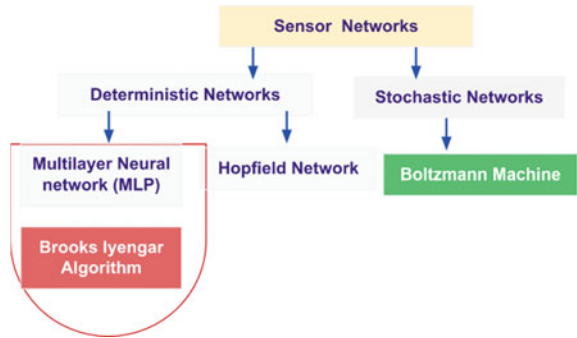 Sensor Networks
Deterministic Networks
Stochastic Networks
Multilayer Neural
network (MLP)
Hopfield Network
Boltzmann Machine
Brooks Iyengar
Algorithm